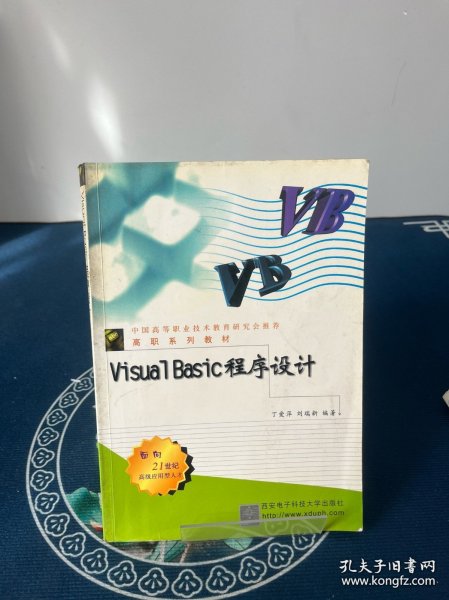 VB
VB
中国高等职业技术教育研究会推荐
高职系列教材
Visual Basic程序设计
丁爱萍 刘瑞新 编著
面向
21世纪
高级应用型人才
西安电子科技大学出版社
http://www.xduph.com
孔夫子旧书网
www.kongfz.com